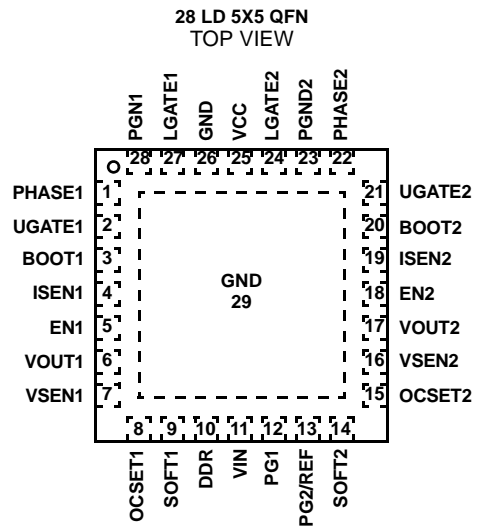 28 LD 5X5 QFN
TOP VIEW
PGN1
LGATE1
GND
VCC
LGATE2
PGND2
PHASE2
28
27
26
25
24
23
22
PHASE1
1
UGATE1
2
BOOT1
3
ISEN1
4
EN1
5
VOUT1
6
VSEN1
7
GND
29
21
UGATE2
20
BOOT2
19
ISEN2
18
EN2
17
VOUT2
16
VSEN2
15
OCSET2
8
9
10
11
12
13
14
OCSET1
SOFT1
DDR
VIN
PG1
PG2/REF
SOFT2